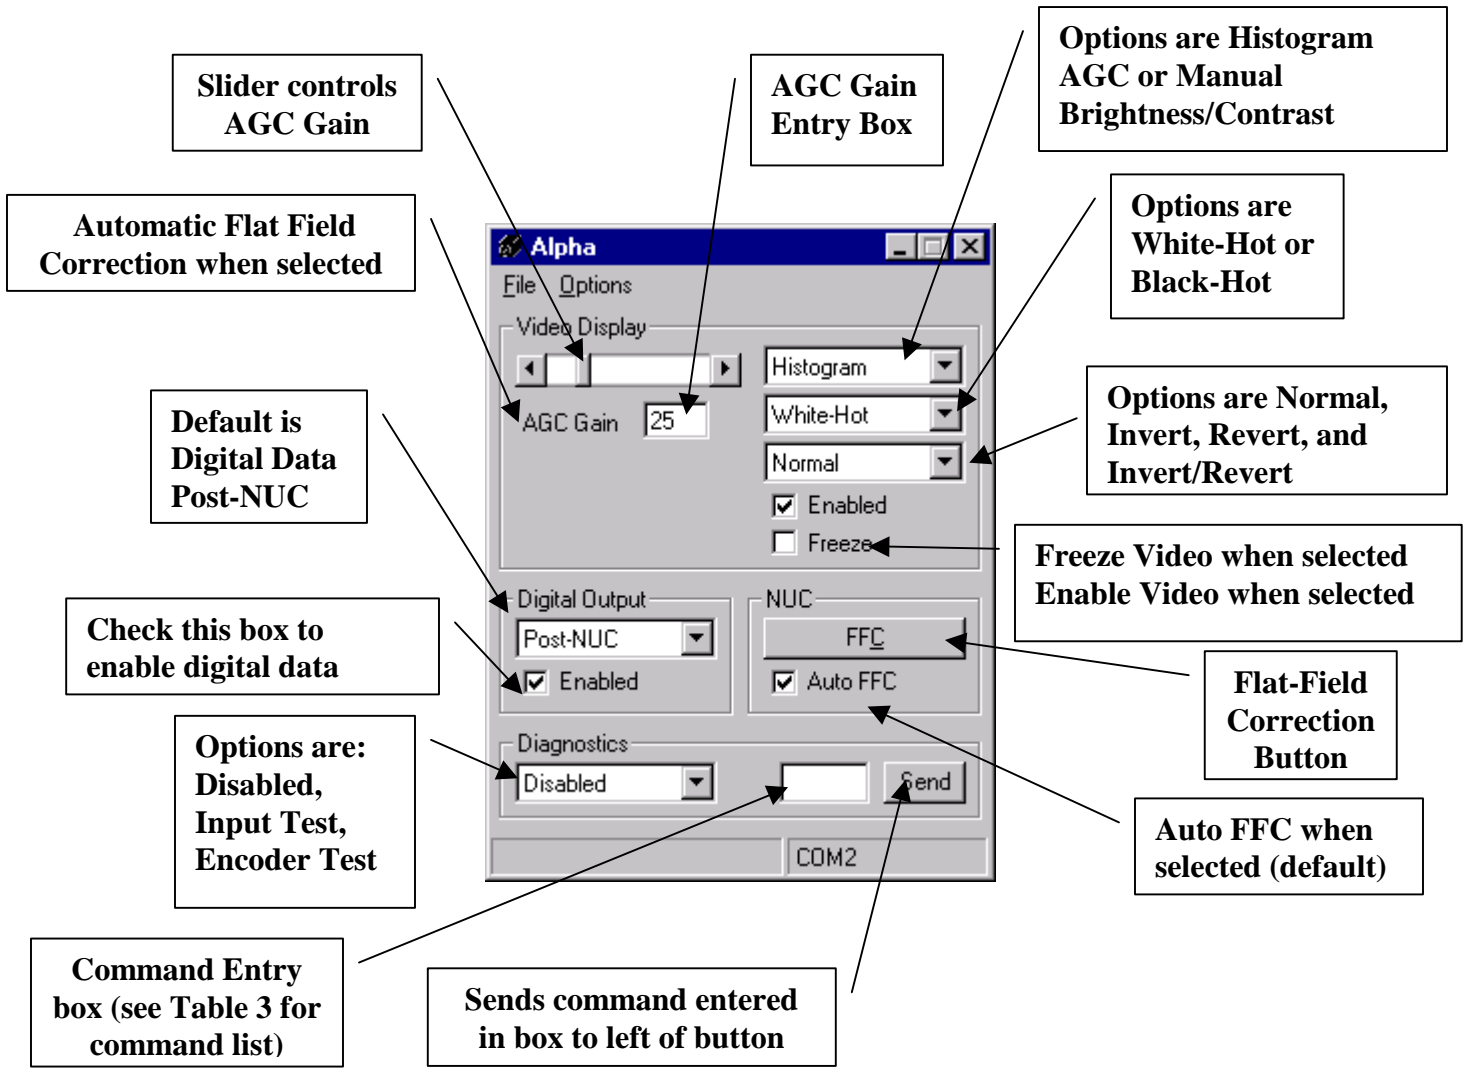 Options are Histogram
AGC or Manual
Brightness/Contrast
Slider controls
AGC Gain
AGC Gain
Entry Box
Automatic Flat Field
Correction when selected
Options are
White-Hot or
Black-Hot
Alpha
File Options
Video Display
Histogram
AGC Gain 25
White-Hot
Normal
Enabled
Freeze
Default is
Digital Data
Post-NUC
Options are Normal,
Invert, Revert, and
Invert/Revert
Freeze Video when selected
Enable Video when selected
Digital Output
Post-NUC
Enabled
NUC
FFC
Auto FFC
Check this box to
enable digital data
Flat-Field
Correction
Button
Options are:
Disabled,
Input Test,
Encoder Test
Diagnostics
Disabled
Send
COM2
Auto FFC when
selected (default)
Command Entry
box (see Table 3 for
command list)
Sends command entered
in box to left of button